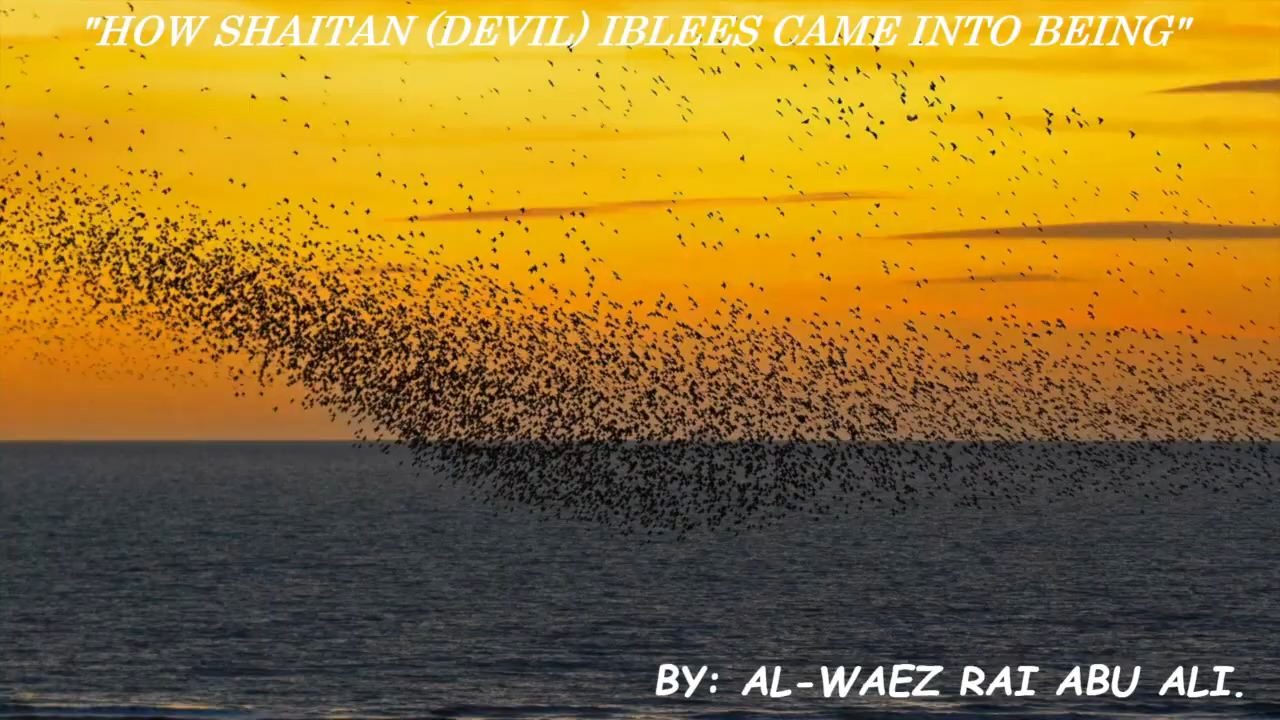 "HOW SHAITAN (DEVIL) IBLEES CAME INTO BEING"
BY: AL-WAEZ RAI ABU ALI.